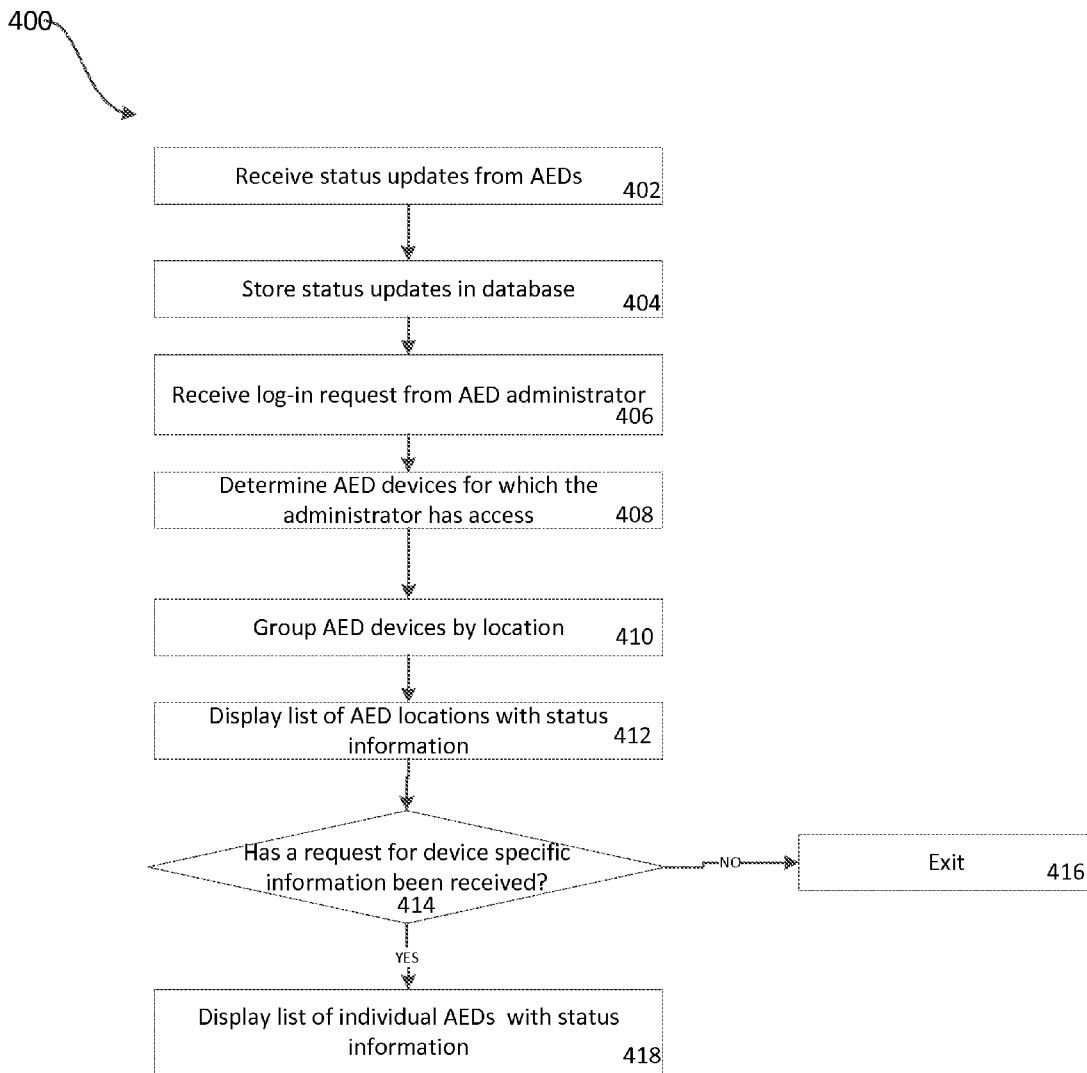 400
Receive status updates from AEDs
402
Store status updates in database
404
Receive log-in request from AED administrator
406
Determine AED devices for which the
administrator has access
408
Group AED devices by location
410
Display list of AED locations with status
information
412
Has a request for device specific
information been received?
414
NO
Exit
416
YES
Display list of individual AEDs with status
information
418